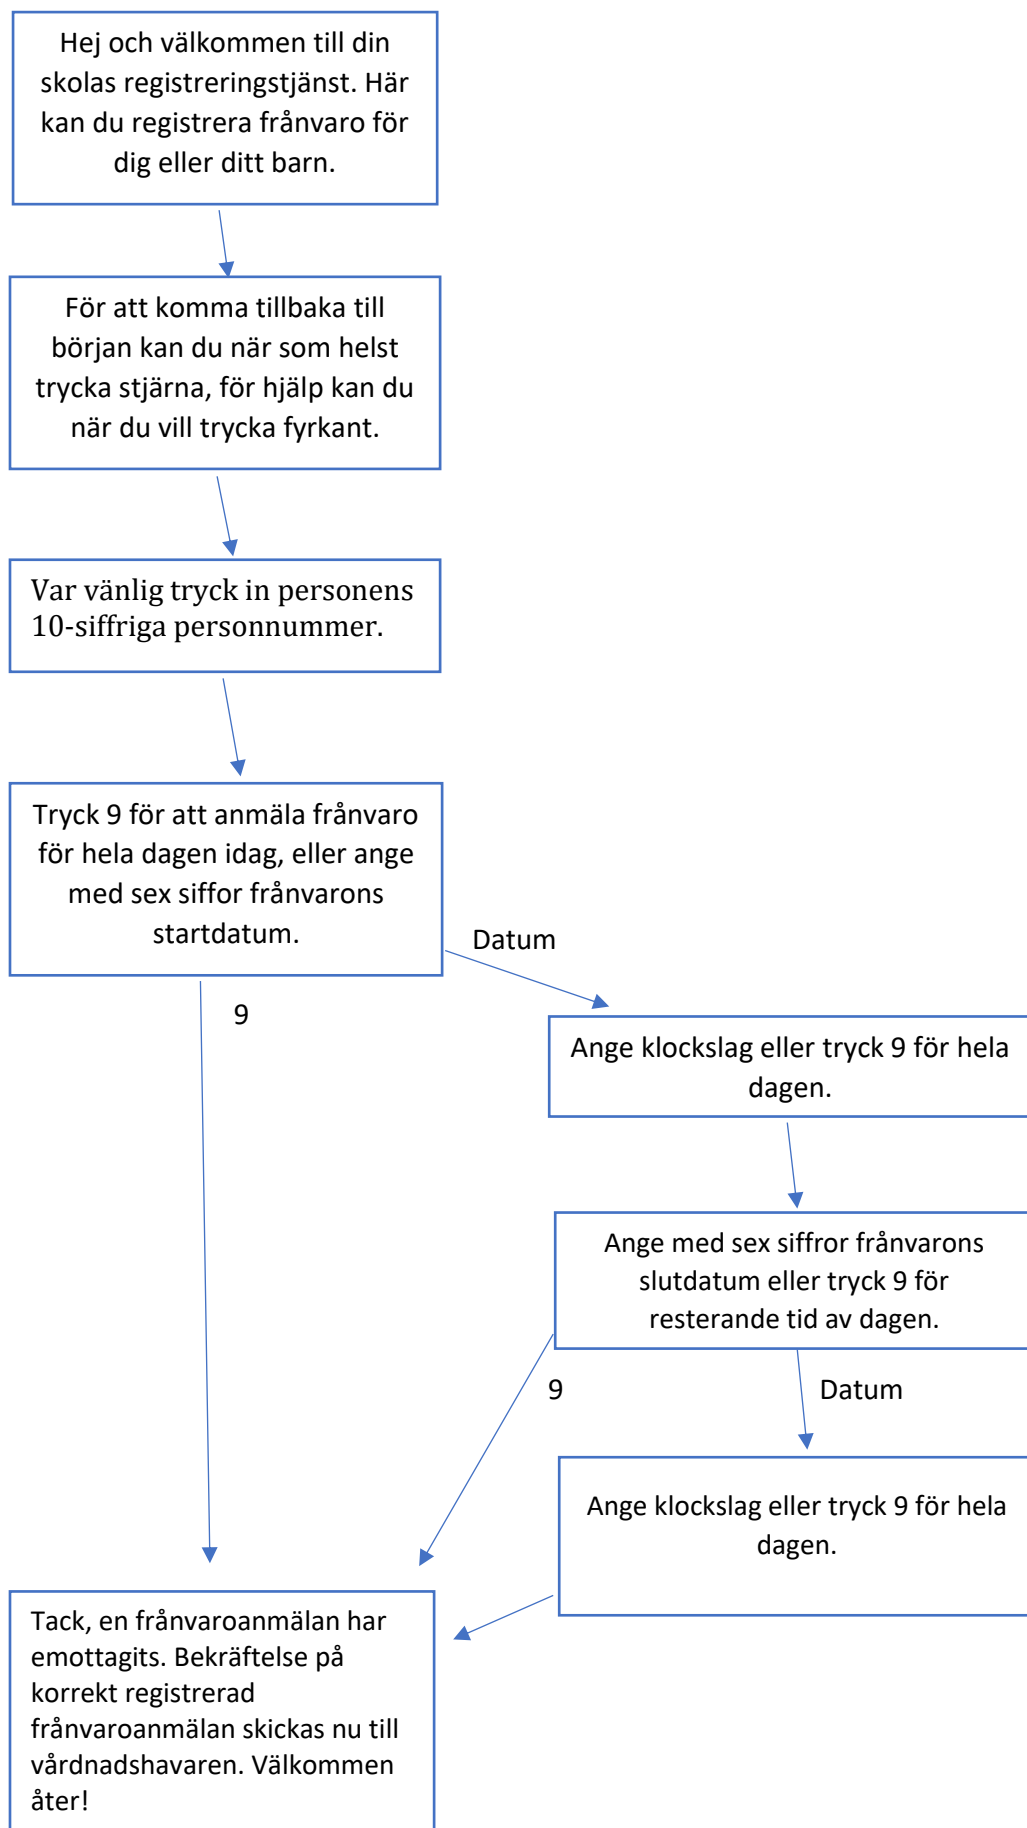 Hej och välkommen till din
skolas registreringstjänst. Här
kan du registrera frånvaro för
dig eller ditt barn.
För att komma tillbaka till
början kan du när som helst
trycka stjärna, för hjälp kan du
när du vill trycka fyrkant.
Var vänlig tryck in personens
10-siffriga personnummer.
Tryck 9 för att anmäla frånvaro
för hela dagen idag, eller ange
med sex siffor frånvarons
startdatum.
Datum
9
Ange klockslag eller tryck 9 för hela
dagen.
Ange med sex siffror frånvarons
slutdatum eller tryck 9 för
resterande tid av dagen.
9
Datum
Ange klockslag eller tryck 9 för hela
dagen.
Tack, en frånvaroanmälan har
emottagits. Bekräftelse på
korrekt registrerad
frånvaroanmälan skickas nu till
vårdnadshavaren. Välkommen
åter!